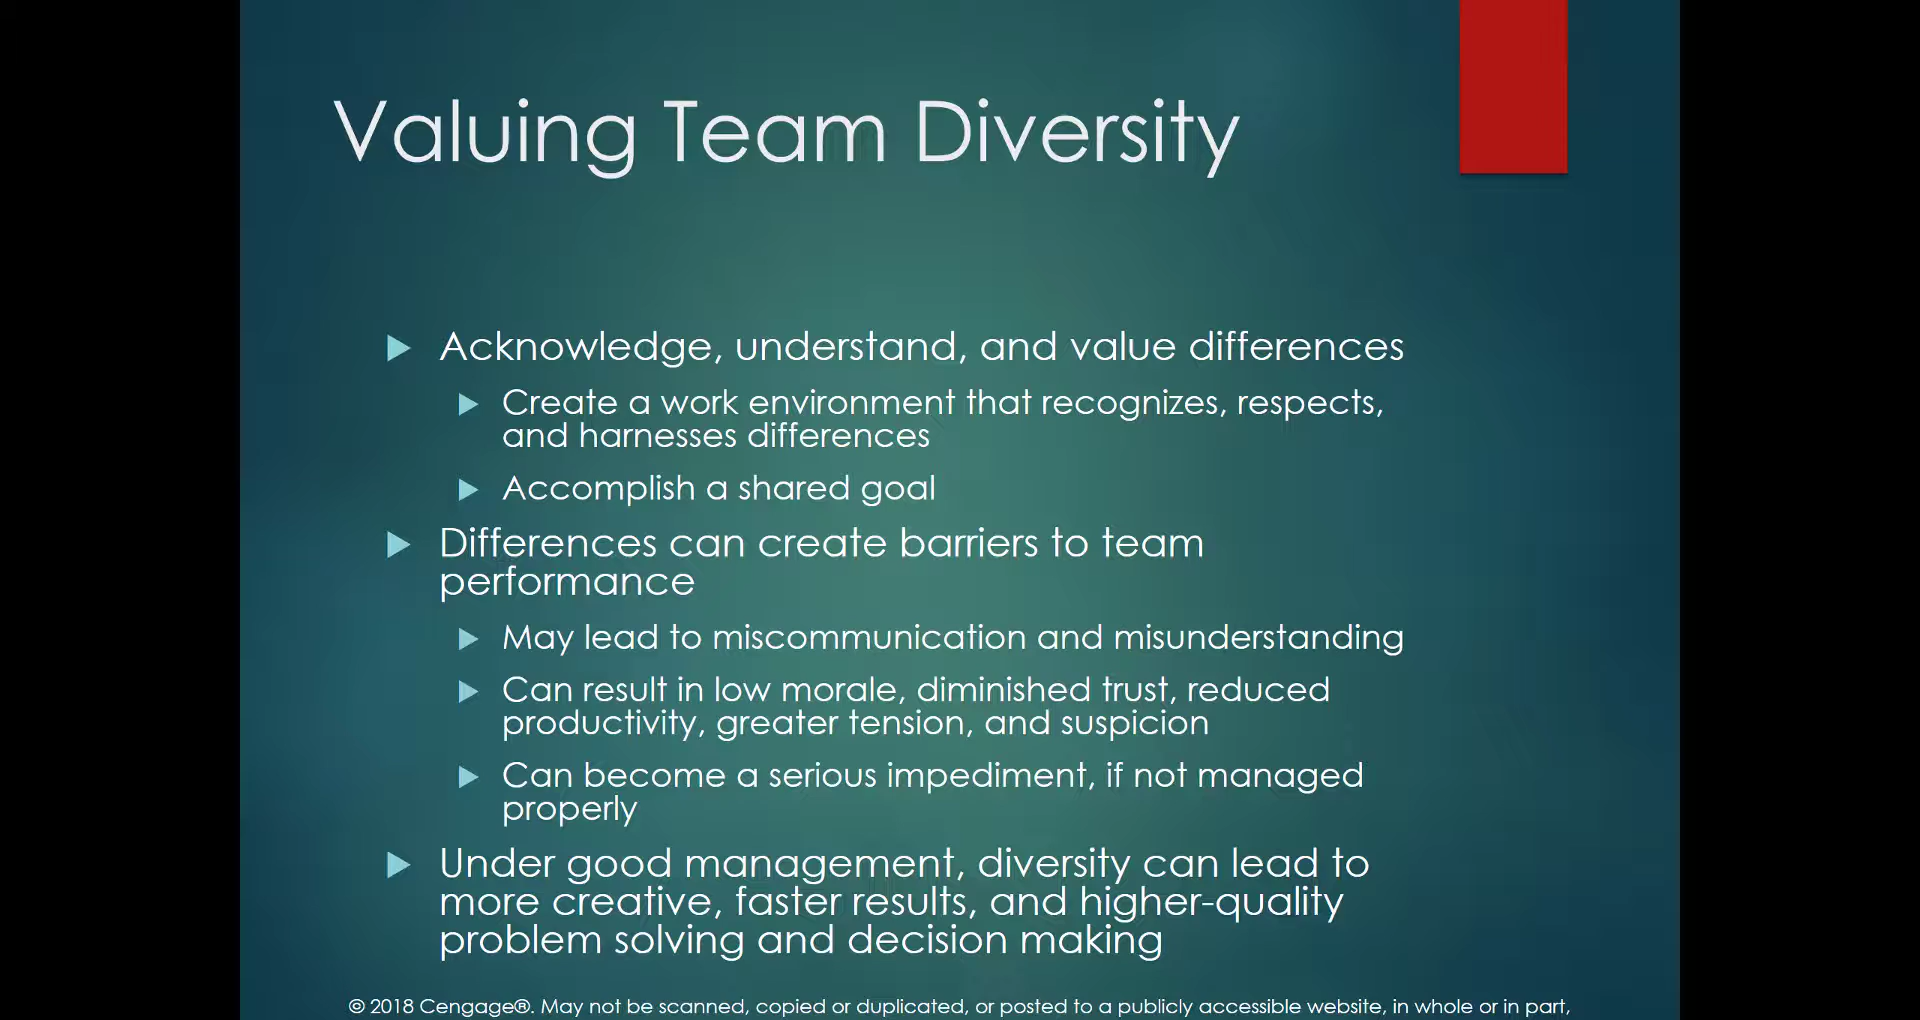 Valuing Team Diversity
Acknowledge, understand, and value differences
Create a work environment that recognizes, respects,
and harnesses differences
Accomplish a shared goal
Differences can create barriers to team
performance
May lead to miscommunication and misunderstanding
Can result in low morale, diminished trust, reduced
productivity, greater tension, and suspicion
Can become a serious impediment, if not managed
properly
Under good management, diversity can lead to
more creative, faster results, and higher-quality
problem solving and decision making
© 2018 Cengage®. May not be scanned, copied or duplicated, or posted to a publicly accessible website, in whole or in part,